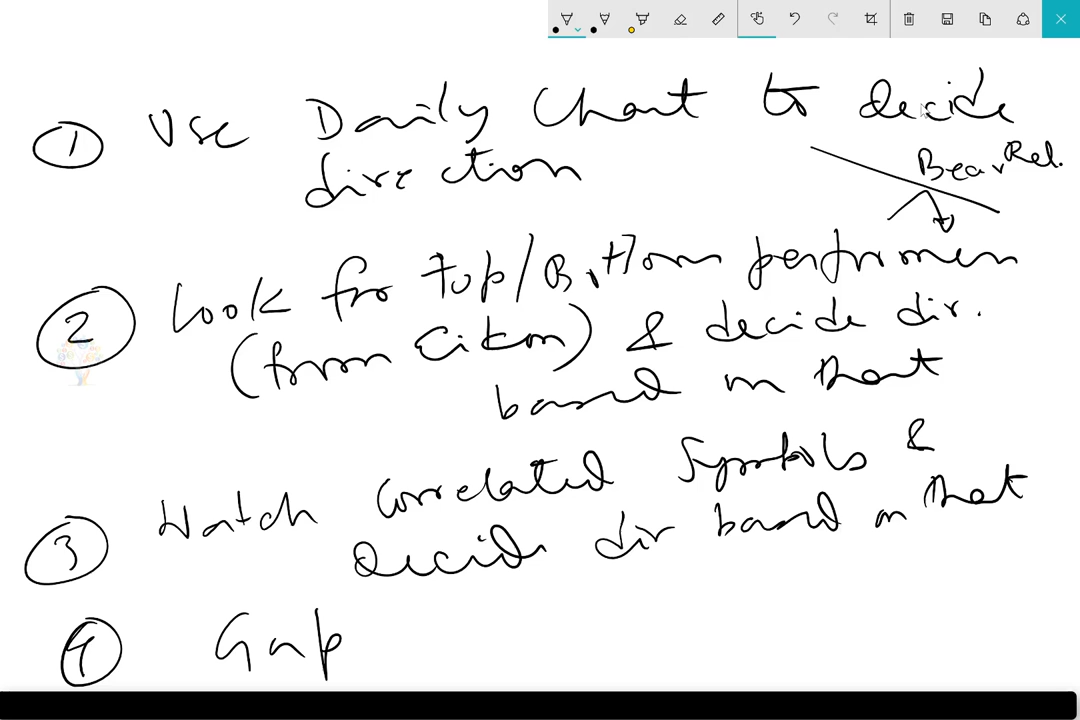 ① Use Daily Chart to decide
direction
Bear Rel.
② Look for top/Bottom performers
(from Eikon) & decide dir.
based on that
③ Watch correlated Symbols &
decide dir based on that
④ Gap